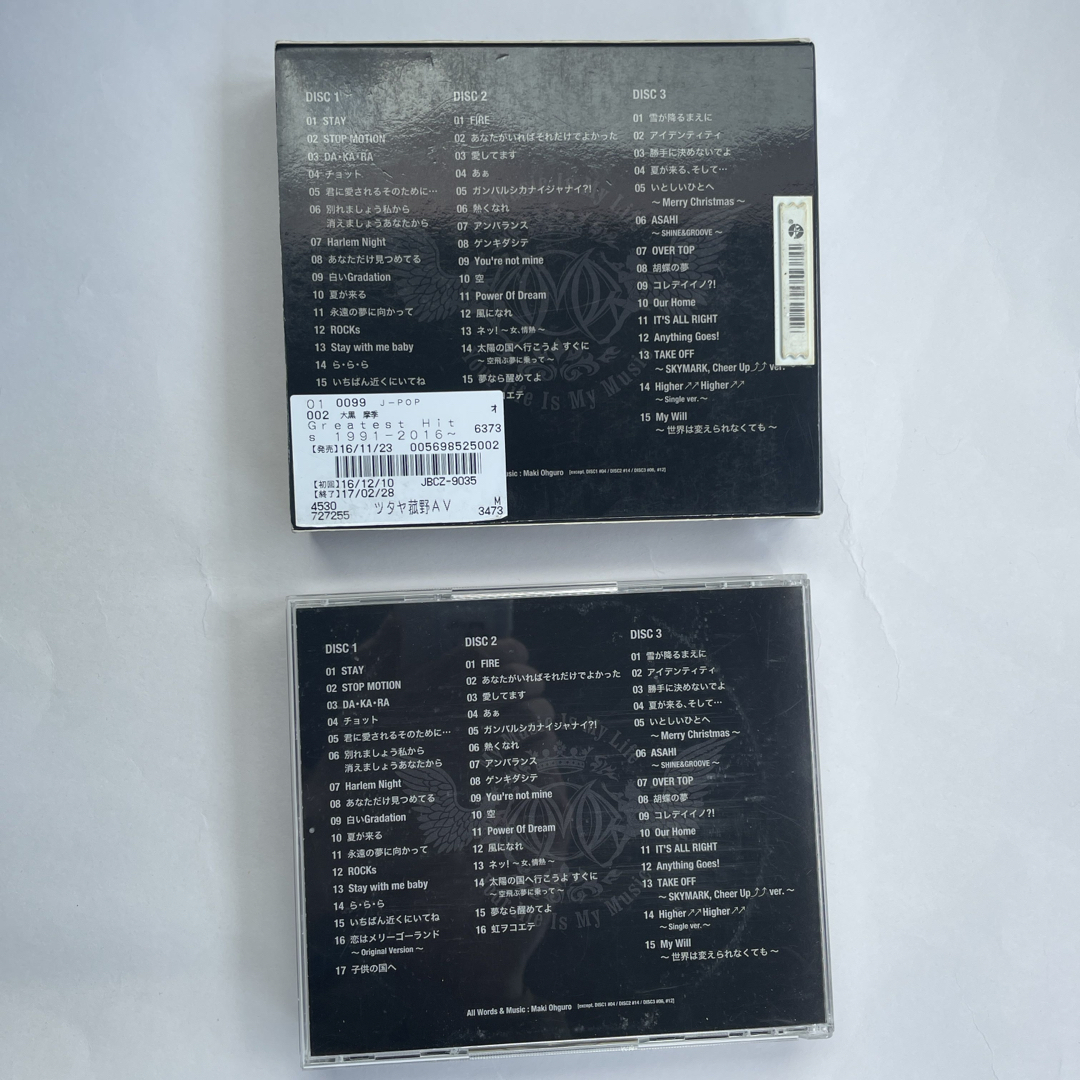 DISC 1
01 STAY
02 STOP MOTION
03 DA・KA・RA
04 チョット
05 君に愛されるそのために…
06 別れましょう私から
消えましょうあなたから
07 Harlem Night
08 あなただけ見つめてる
09 白いGradation
10 夏が来る
11 永遠の夢に向かって
12 ROCKs
13 Stay with me baby
14 ら・ら・ら
15 いちばん近くにいてね
DISC 2
01 FIRE
02 あなたがいればそれだけでよかった
03 愛してます
04 あぁ
05 ガンバルシカナイジャナイ?!
06 熱くなれ
07 アンバランス
08 ゲンキダシテ
09 You're not mine
10 空
11 Power Of Dream
12 風になれ
13 ネッ! ～女、情熱～
14 太陽の国へ行こうよ すぐに
～空飛ぶ夢に乗って～
15 夢なら醒めてよ
コエテ
DISC 3
01 雪が降るまえに
02 アイデンティティ
03 勝手に決めないでよ
04 夏が来る、そして…
05 いとしいひとへ
～Merry Christmas～
06 ASAHI
～SHINE&GROOVE～
07 OVER TOP
08 胡蝶の夢
09 コレデイイノ?!
10 Our Home
11 IT'S ALL RIGHT
12 Anything Goes!
13 TAKE OFF
～SKYMARK, Cheer Up⤴⤴ ver.～
14 Higher↗↗Higher↗↗
～Single ver.～
15 My Will
～世界は変えられなくても～
usic : Maki Ohguro [except. DISC1 #04 / DISC2 #14 / DISC3 #08, #12]
01 0099 J-POP
002 大黒 摩季 オ
Greatest Hit
s 1991-2016～ 6373
【発売】16/11/23 005698525002
【初回】16/12/10 JBCZ-9035
【終了】17/02/28
4530 ツタヤ菰野AV M
727255 3473
DISC 1
01 STAY
02 STOP MOTION
03 DA・KA・RA
04 チョット
05 君に愛されるそのために…
06 別れましょう私から
消えましょうあなたから
07 Harlem Night
08 あなただけ見つめてる
09 白いGradation
10 夏が来る
11 永遠の夢に向かって
12 ROCKs
13 Stay with me baby
14 ら・ら・ら
15 いちばん近くにいてね
16 恋はメリーゴーランド
～Original Version～
17 子供の国へ
DISC 2
01 FIRE
02 あなたがいればそれだけでよかった
03 愛してます
04 あぁ
05 ガンバルシカナイジャナイ?!
06 熱くなれ
07 アンバランス
08 ゲンキダシテ
09 You're not mine
10 空
11 Power Of Dream
12 風になれ
13 ネッ! ～女、情熱～
14 太陽の国へ行こうよ すぐに
～空飛ぶ夢に乗って～
15 夢なら醒めてよ
16 虹ヲコエテ
DISC 3
01 雪が降るまえに
02 アイデンティティ
03 勝手に決めないでよ
04 夏が来る、そして…
05 いとしいひとへ
～Merry Christmas～
06 ASAHI
～SHINE&GROOVE～
07 OVER TOP
08 胡蝶の夢
09 コレデイイノ?!
10 Our Home
11 IT'S ALL RIGHT
12 Anything Goes!
13 TAKE OFF
～SKYMARK, Cheer Up⤴⤴ ver.～
14 Higher↗↗Higher↗↗
～Single ver.～
15 My Will
～世界は変えられなくても～
All Words & Music : Maki Ohguro [except. DISC1 #04 / DISC2 #14 / DISC3 #08, #12]